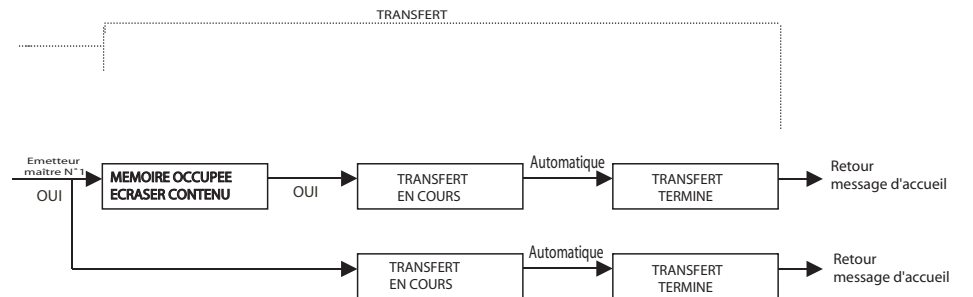 TRANSFERT
Emetteur
maître N°1
OUI
MEMOIRE OCCUPEE
ECRASER CONTENU
OUI
TRANSFERT
EN COURS
Automatique
TRANSFERT
TERMINE
Retour
message d'accueil
TRANSFERT
EN COURS
Automatique
TRANSFERT
TERMINE
Retour
message d'accueil